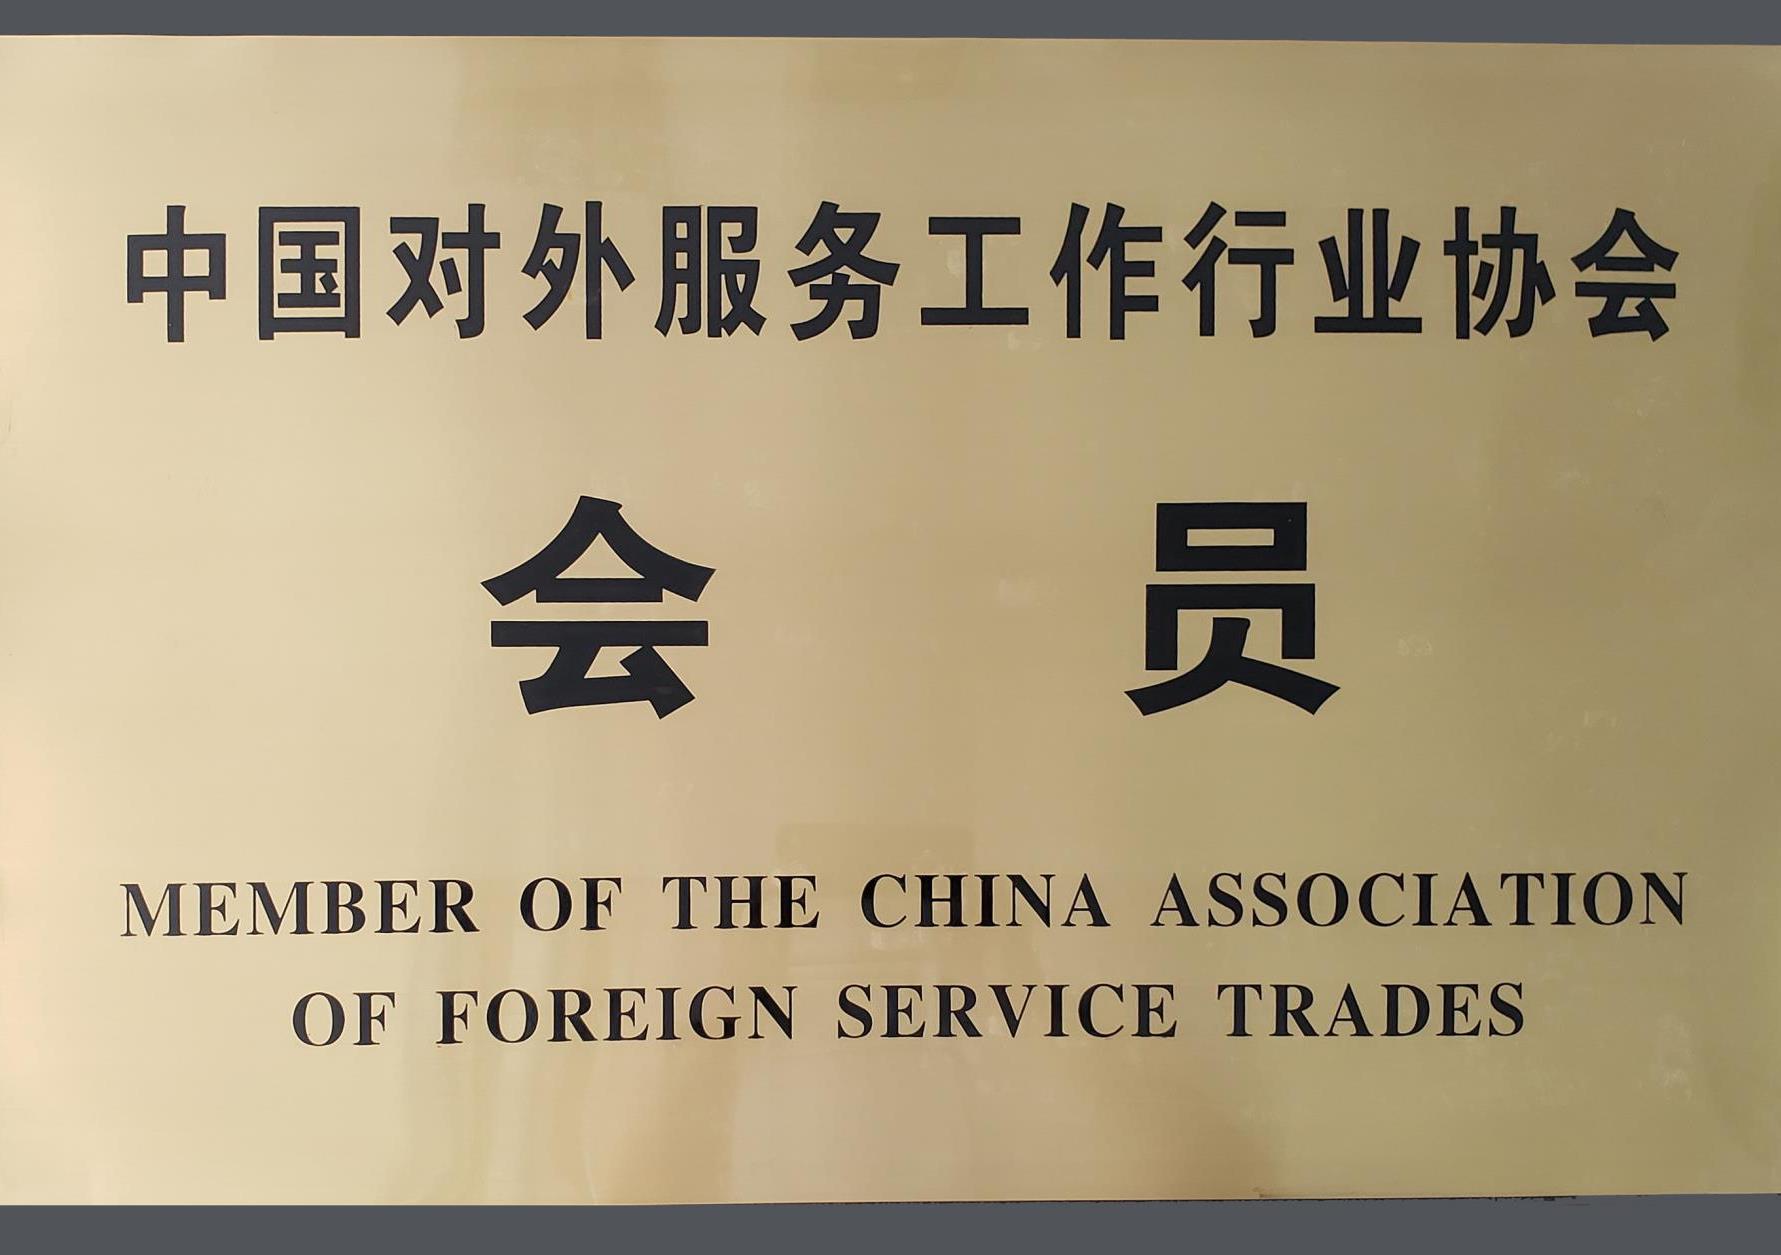 中国对外服务工作行业协会
会员
MEMBER OF THE CHINA ASSOCIATION
OF FOREIGN SERVICE TRADES